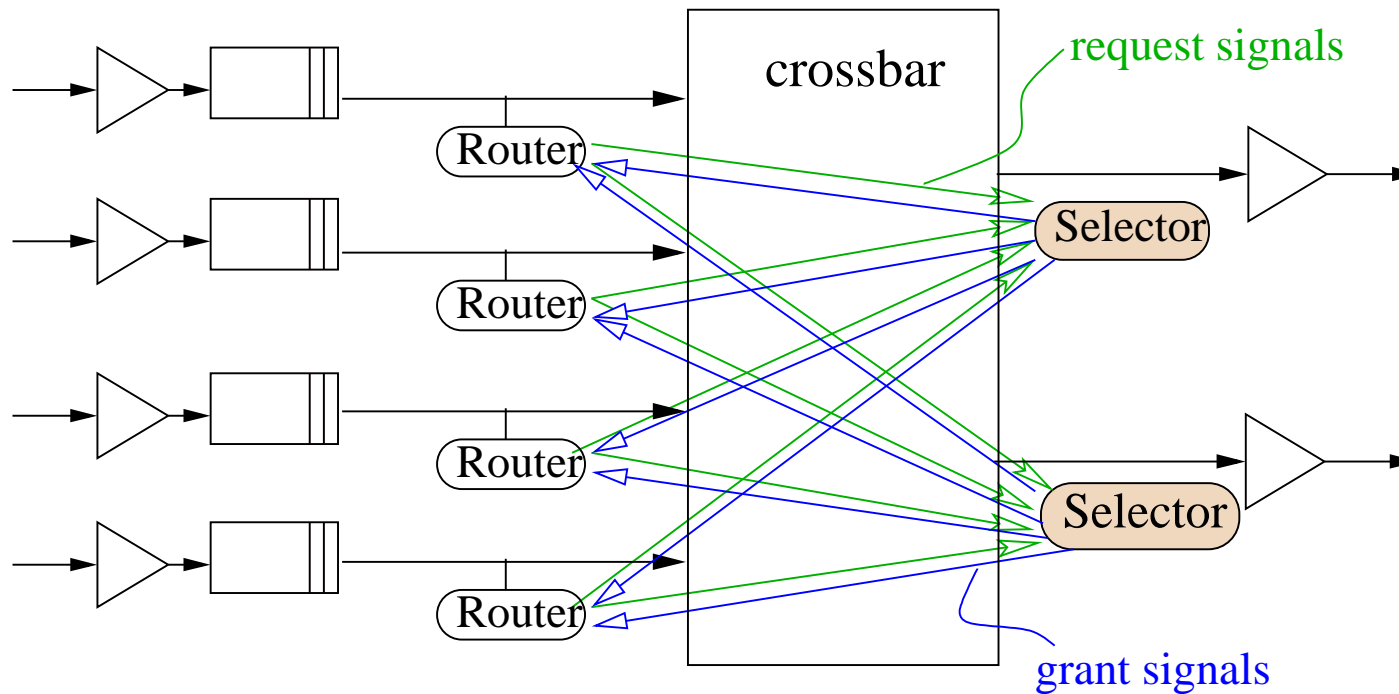 request signals
crossbar
Router
Selector
Router
Router
Selector
Router
grant signals